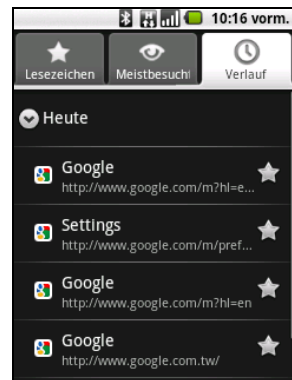 10:16 vorm.
Lesezeichen Meistbesucht Verlauf
Heute
Google
http://www.google.com/m?hl=e...
Settings
http://www.google.com/m/pref...
Google
http://www.google.com/m?hl=en
Google
http://www.google.com.tw/